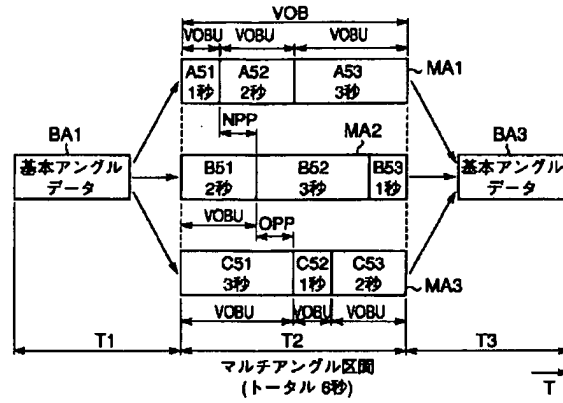 VOB
VOBU VOBU VOBU
A51 A52 A53
1秒 2秒 3秒
MA1
NPP
MA2
BA1
基本アングル
データ
B51 B52 B53
2秒 3秒 1秒
BA3
基本アングル
データ
VOBU
OPP
C51 C52 C53
3秒 1秒 2秒
MA3
VOBU VOBU VOBU
T1 T2 T3
マルチアングル区間
(トータル 6秒)
T